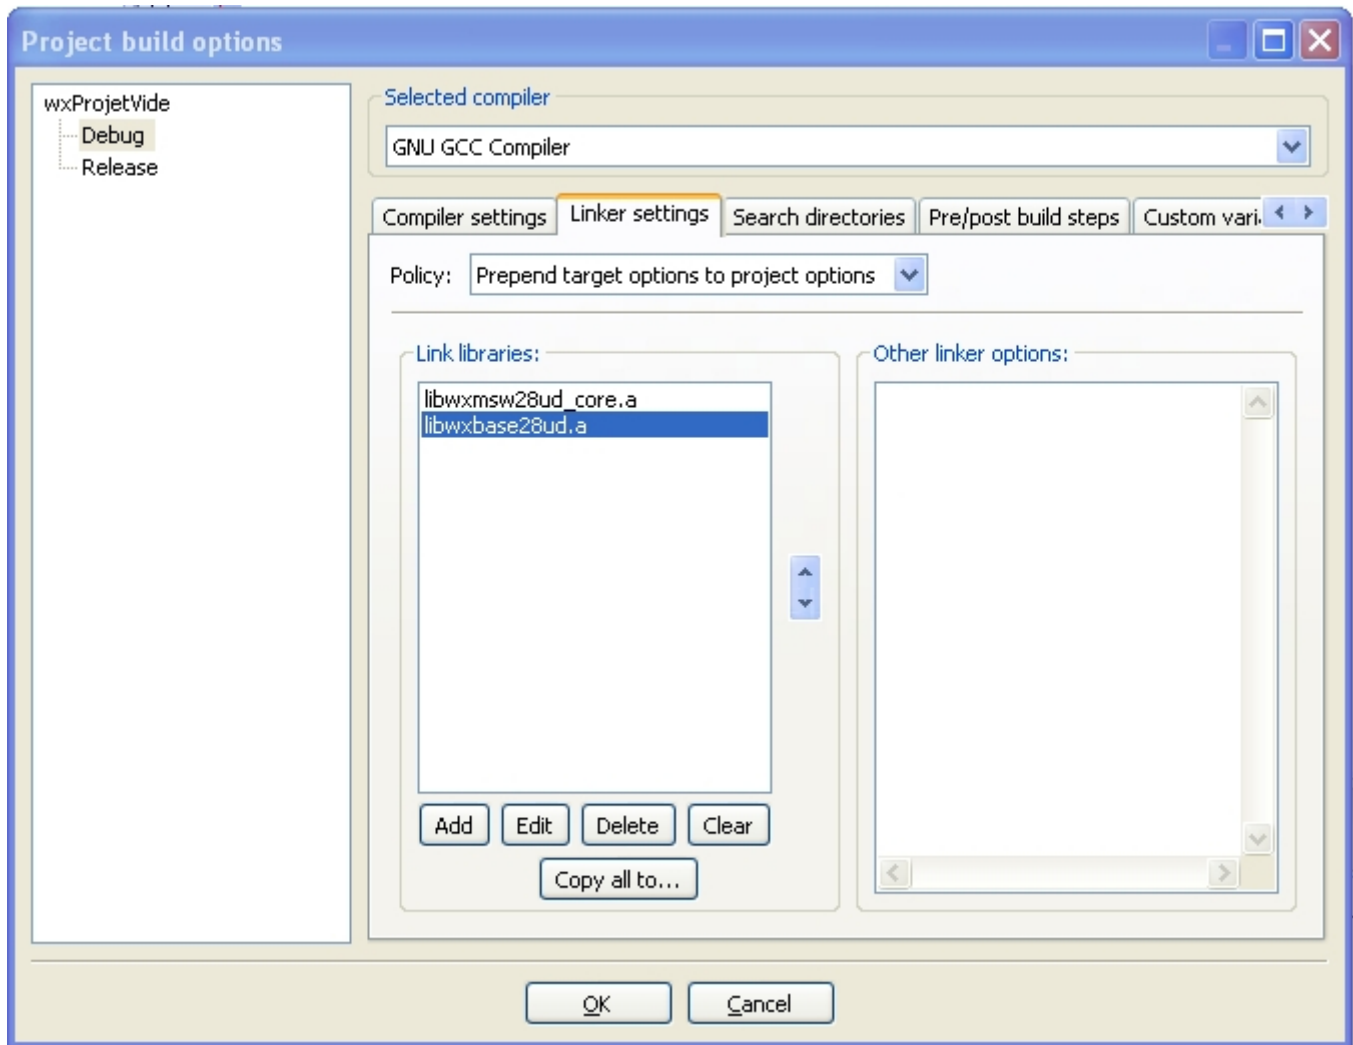 Project build options
wxProjetVide
Debug
Release
Selected compiler
GNU GCC Compiler
Compiler settings
Linker settings
Search directories
Pre/post build steps
Custom vari
Policy:
Prepend target options to project options
Link libraries:
libwxmsw28ud_core.a
libwxbase28ud.a
Other linker options:
Add
Edit
Delete
Clear
Copy all to...
OK
Cancel